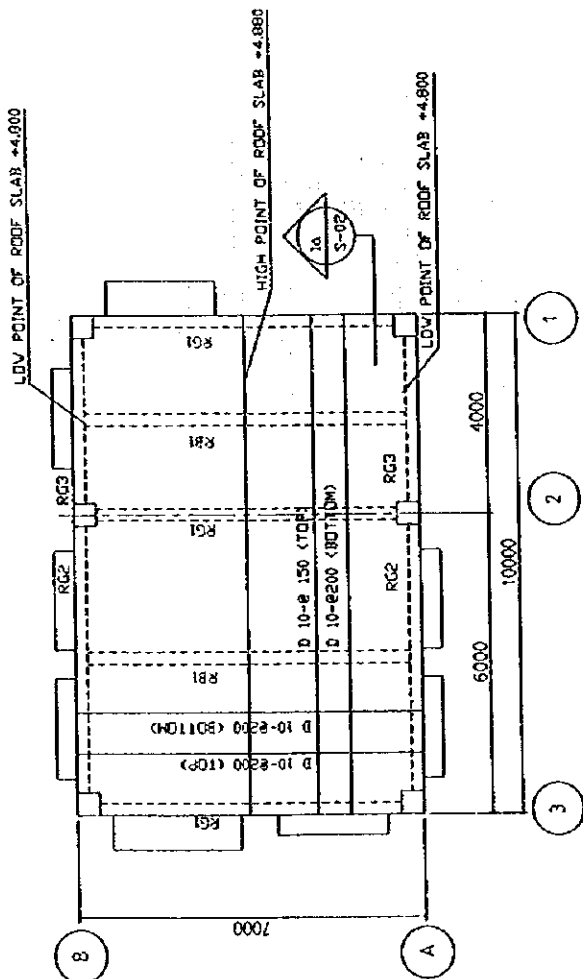 LOW POINT OF ROOF SLAB +4.800
HIGH POINT OF ROOF SLAB +4.880
LOW POINT OF ROOF SLAB +4.800
1a
S-02
RG1
RB1
RG3
RG3
RG1
RG2
RG2
D 10-@ 150 (TOP)
D 10-@200 (BOTTOM)
RB1
D 10-@200 (BOTTOM)
D 10-@200 (TOP)
RG1
4000
6000
10000
7000
1
2
3
B
A